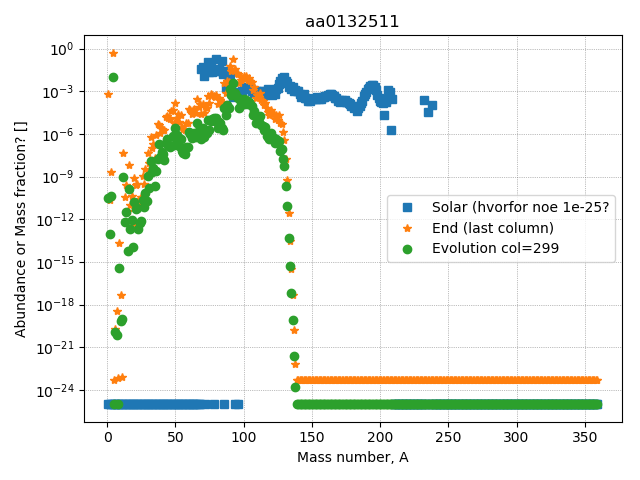 aa0132511
Abundance or Mass fraction? []
10⁰
10⁻³
10⁻⁶
10⁻⁹
10⁻¹²
10⁻¹⁵
10⁻¹⁸
10⁻²¹
10⁻²⁴
Solar (hvorfor noe 1e-25?
End (last column)
Evolution col=299
0 50 100 150 200 250 300 350
Mass number, A